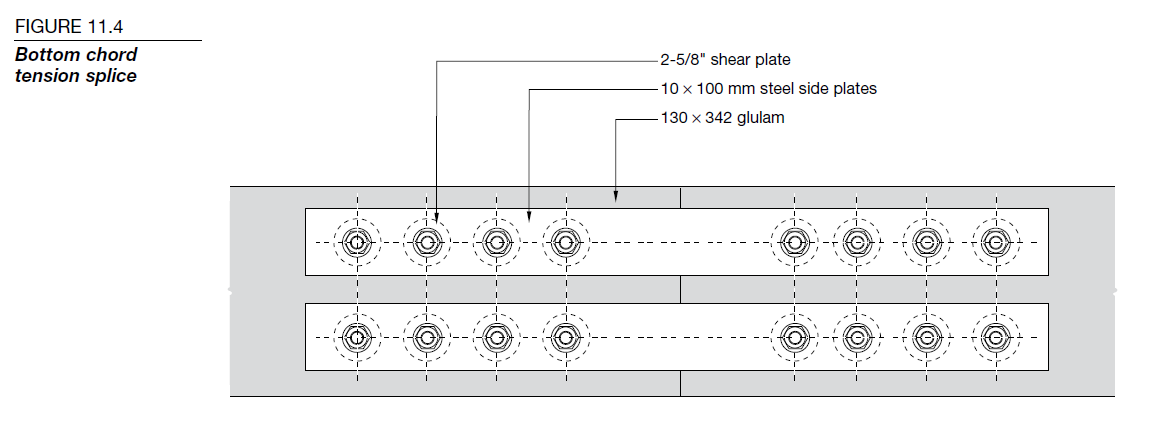 FIGURE 11.4
Bottom chord
tension splice
2-5/8" shear plate
10 × 100 mm steel side plates
130 × 342 glulam